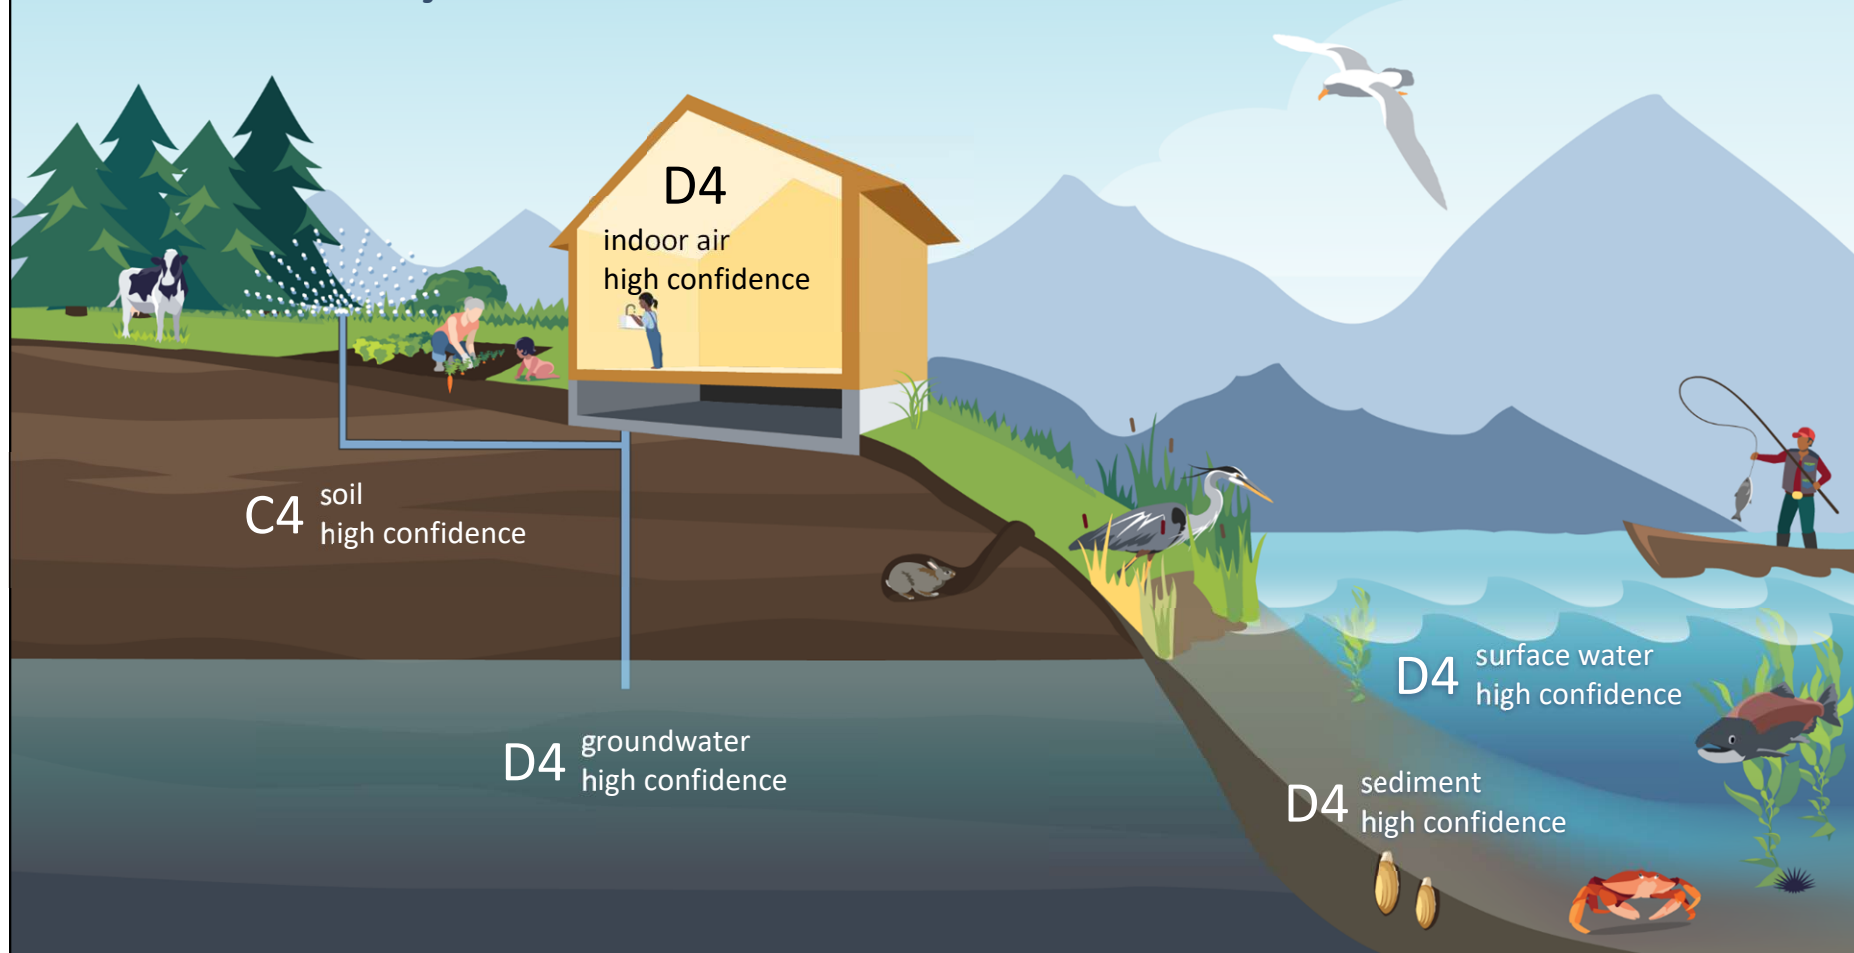 D4
indoor air
high confidence
C4
soil
high confidence
D4
groundwater
high confidence
D4
surface water
high confidence
D4
sediment
high confidence